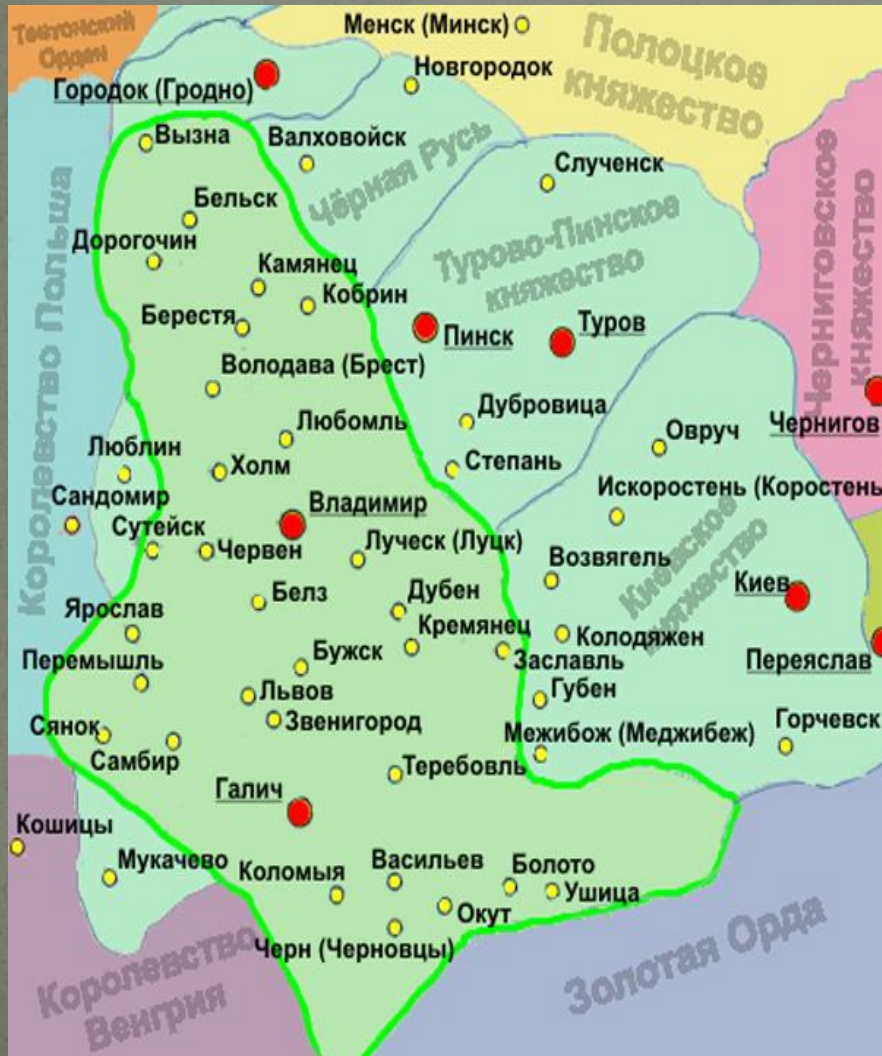 Тевтонский
Орден
Менск (Минск)
Полоцкое
княжество
Городок (Гродно)
Новгородок
Вызна
Валховойск
Чёрная Русь
Слученск
Черниговское
княжество
Бельск
Дорогочин
Турово-Пинское
княжество
Камянец
Кобрин
Берестя
Пинск
Туров
Королевство Польша
Володава (Брест)
Дубровица
Чернигов
Любомль
Овруч
Люблин
Холм
Степань
Сандомир
Искоростень (Коростень
Владимир
Сутейск
Червен
Луческ (Луцк)
Возвягель
Киевское
княжество
Киев
Белз
Дубен
Ярослав
Кремянец
Колодяжен
Перемышль
Бужск
Заславль
Переяслав
Львов
Губен
Сянок
Звенигород
Межибож (Меджибеж)
Горчевск
Самбир
Теребовль
Галич
Кошицы
Мукачево
Коломыя
Васильев
Болото
Ушица
Окут
Черн (Черновцы)
Королевство
Венгрия
Золотая Орда